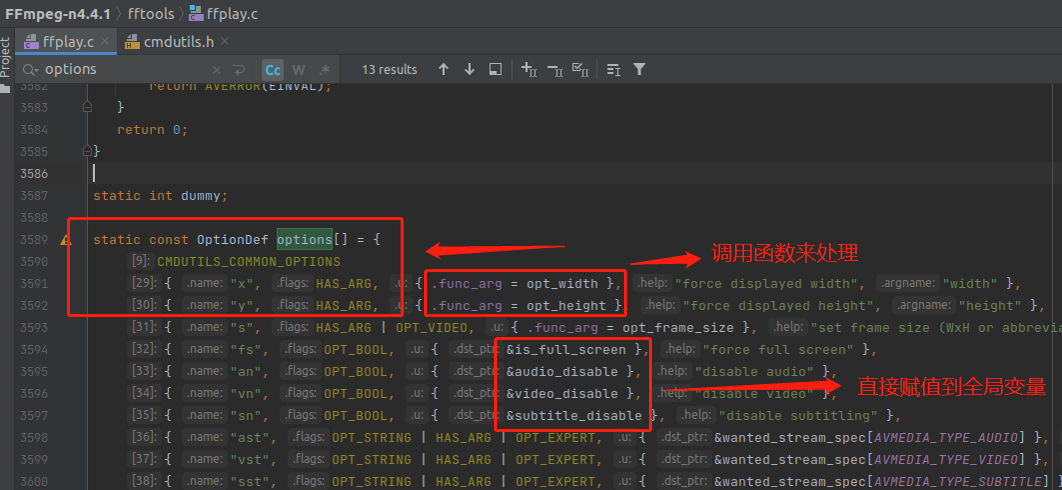 FFmpeg-n4.4.1 › fftools › ffplay.c
ffplay.c × cmdutils.h ×
Project
options × Cc W .* 13 results
3582 return AVERROR(EINVAL);
3583 }
3584 return 0;
3585 }
3586
3587 static int dummy;
3588
3589 static const OptionDef options[] = {
3590 [9]: CMDUTILS_COMMON_OPTIONS
调用函数来处理
3591 [29]: { .name: "x", .flags: HAS_ARG, .u: { .func_arg = opt_width }, .help: "force displayed width", .argname: "width" },
3592 [30]: { .name: "y", .flags: HAS_ARG, .u: { .func_arg = opt_height } .help: "force displayed height", .argname: "height" },
3593 [31]: { .name: "s", .flags: HAS_ARG | OPT_VIDEO, .u: { .func_arg = opt_frame_size }, .help: "set frame size (WxH or abbrevia
3594 [32]: { .name: "fs", .flags: OPT_BOOL, .u: { .dst_ptr: &is_full_screen }, .help: "force full screen" },
3595 [33]: { .name: "an", .flags: OPT_BOOL, .u: { .dst_ptr: &audio_disable }, .help: "disable audio" },
3596 [34]: { .name: "vn", .flags: OPT_BOOL, .u: { .dst_ptr: &video_disable }, "disable video" },
直接赋值到全局变量
3597 [35]: { .name: "sn", .flags: OPT_BOOL, .u: { .dst_ptr: &subtitle_disable }, .help: "disable subtitling" },
3598 [36]: { .name: "ast", .flags: OPT_STRING | HAS_ARG | OPT_EXPERT, .u: { .dst_ptr: &wanted_stream_spec[AVMEDIA_TYPE_AUDIO] },
3599 [37]: { .name: "vst", .flags: OPT_STRING | HAS_ARG | OPT_EXPERT, .u: { .dst_ptr: &wanted_stream_spec[AVMEDIA_TYPE_VIDEO] },
3600 [38]: { .name: "sst", .flags: OPT_STRING | HAS_ARG | OPT_EXPERT, .u: { .dst_ptr: &wanted_stream_spec[AVMEDIA_TYPE_SUBTITLE]